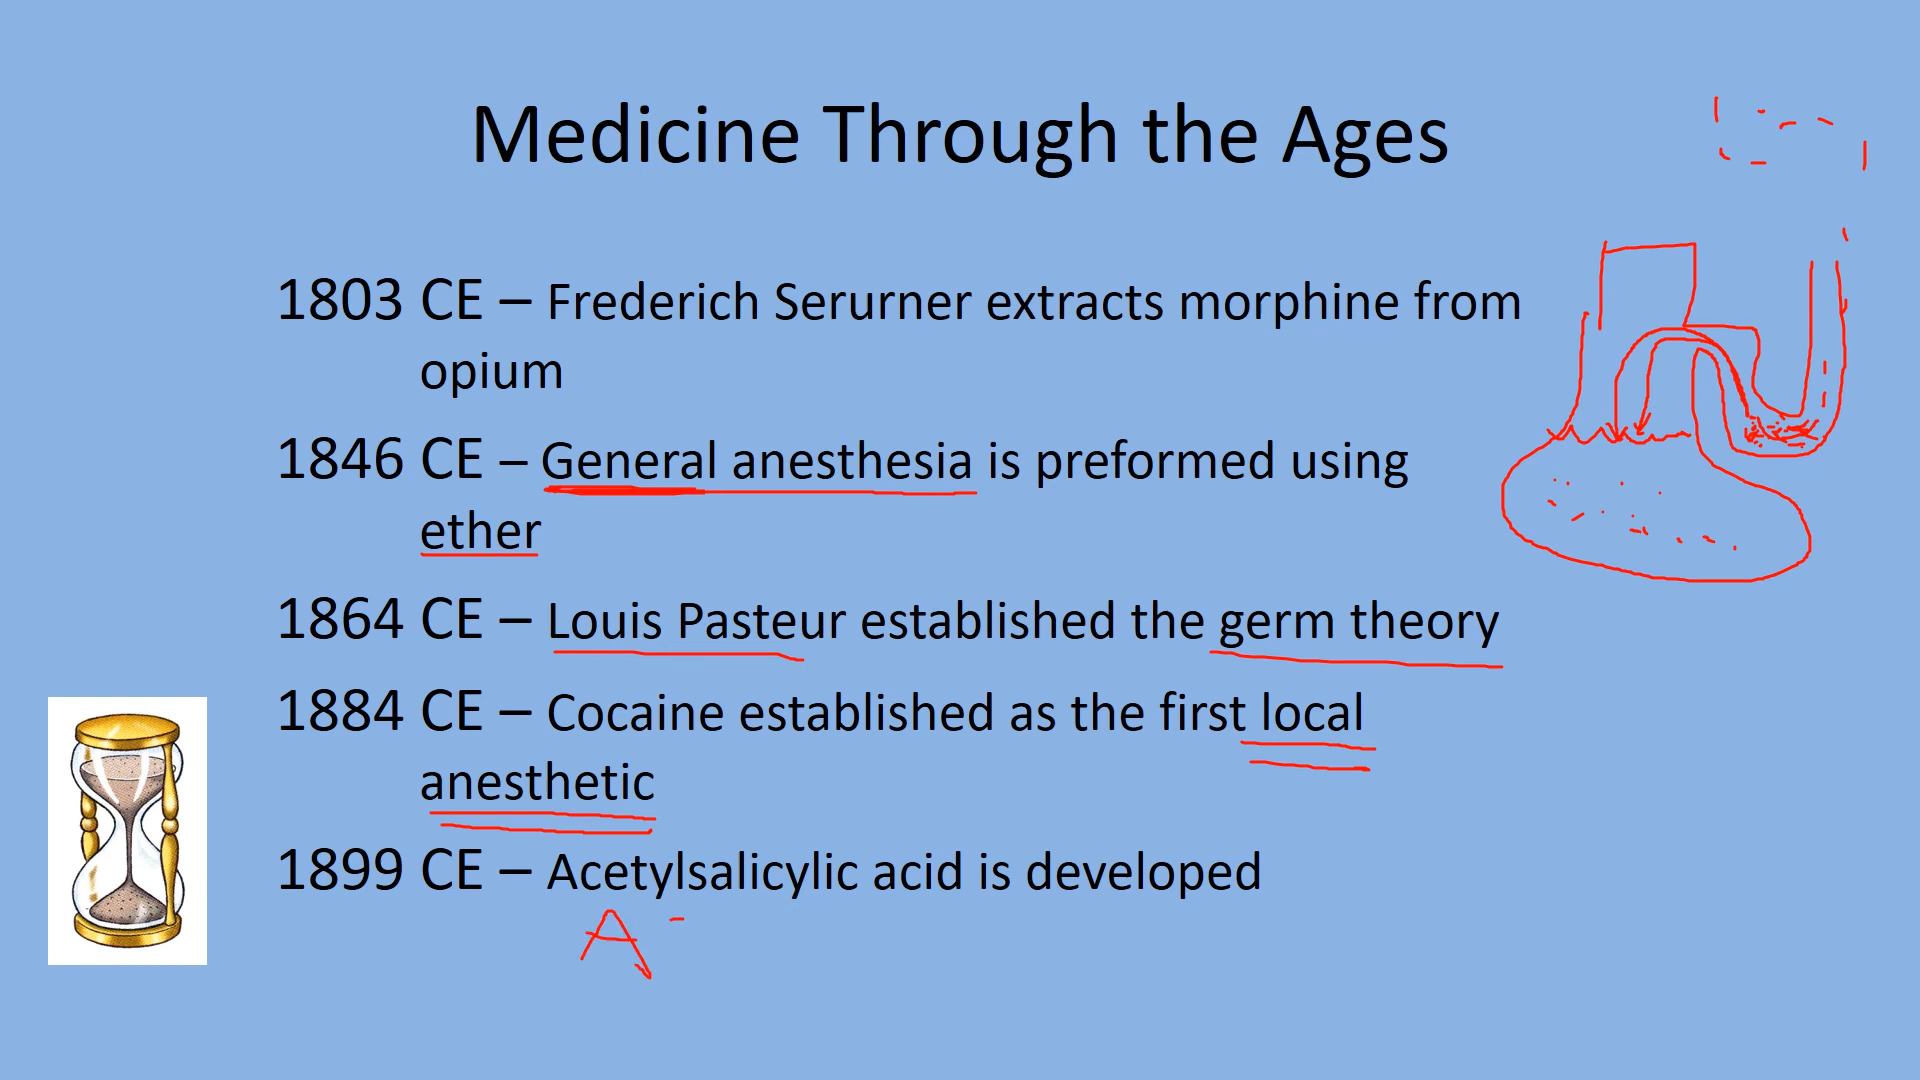 Medicine Through the Ages
1803 CE – Frederich Serurner extracts morphine from
opium
1846 CE – General anesthesia is preformed using
ether
1864 CE – Louis Pasteur established the germ theory
1884 CE – Cocaine established as the first local
anesthetic
1899 CE – Acetylsalicylic acid is developed
A